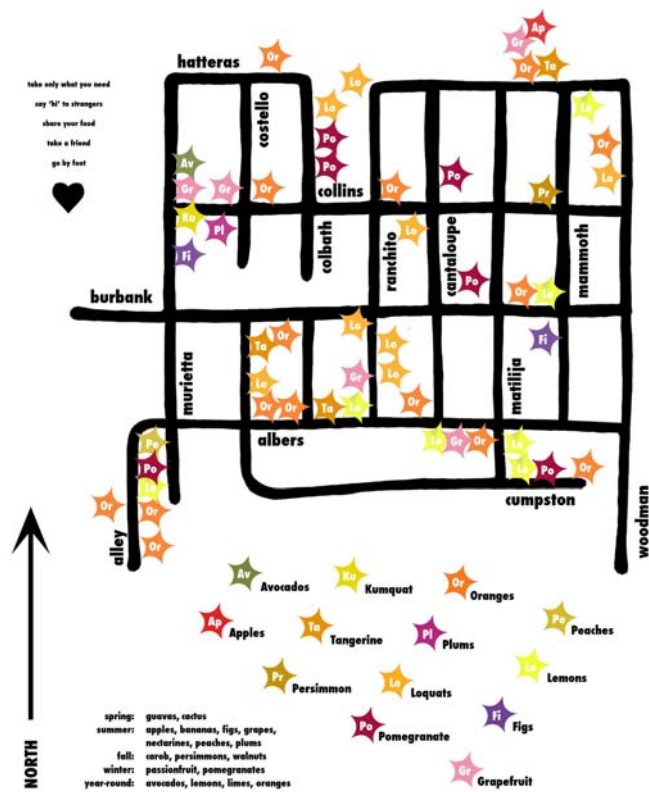 take only what you need
say 'hi' to strangers
share your food
take a friend
go by foot
hatteras
Or
Ap
Gr
Or
Ta
costello
Lo
Lo
Po
Po
Le
Or
Lo
Av
Gr
Gr
Or
collins
Or
Po
Pr
Ku
Pl
Fi
colbath
ranchito
Lo
cantaloupe
mammoth
Po
Or
Le
burbank
murietta
Ta
Or
Lo
Or
Or
Lo
Gr
Ta
Le
Lo
Lo
Or
Fi
matilija
albers
Pe
Po
Le
Or
Or
Or
alley
Le
Gr
Or
Le
Le
Po
Or
cumpston
woodman
Av
Avocados
Ku
Kumquat
Or
Oranges
Ap
Apples
Ta
Tangerine
Pl
Plums
Pe
Peaches
Pr
Persimmon
Lo
Loquats
Le
Lemons
Po
Pomegranate
Fi
Figs
Gr
Grapefruit
NORTH
spring: guavas, cactus
summer: apples, bananas, figs, grapes,
nectarines, peaches, plums
fall: carob, persimmons, walnuts
winter: passionfruit, pomegranates
year-round: avocados, lemons, limes, oranges